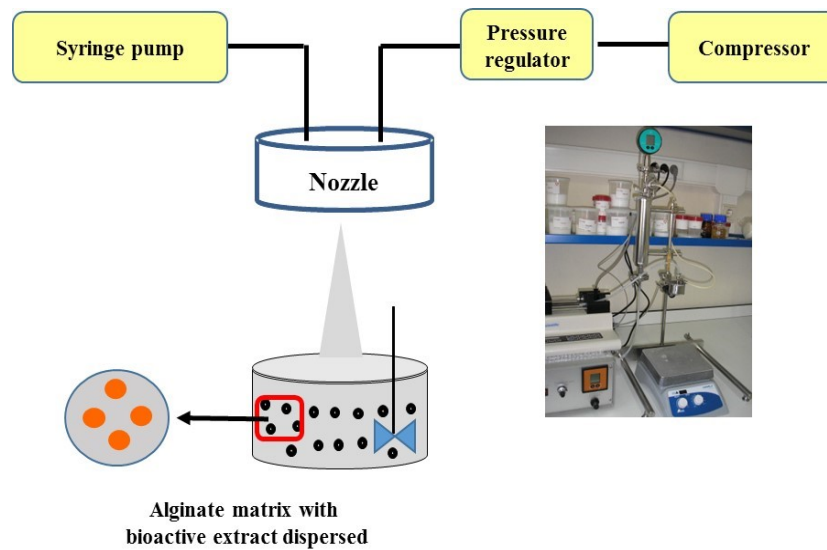 Syringe pump
Pressure
regulator
Compressor
Nozzle
Alginate matrix with
bioactive extract dispersed